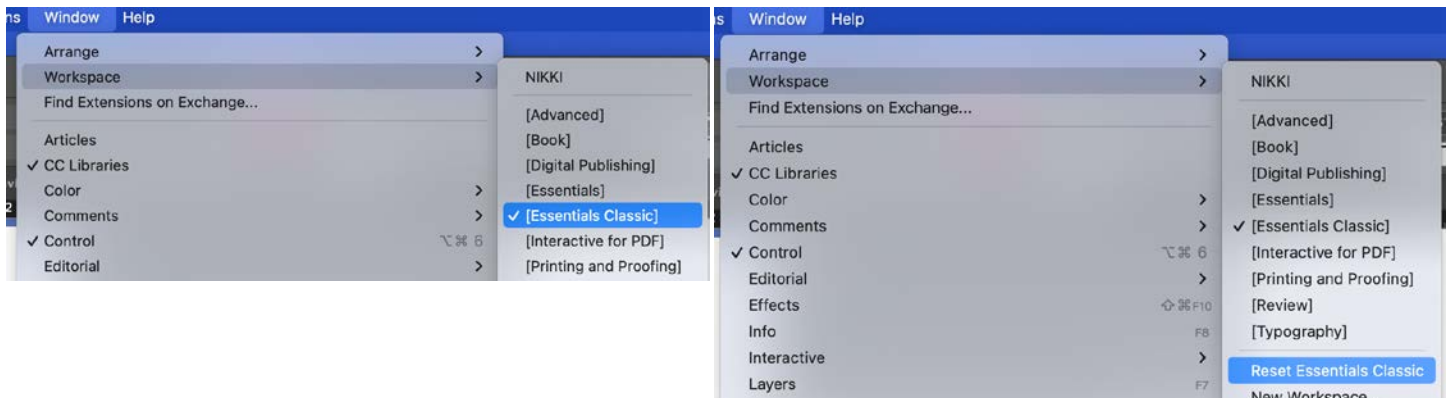 ns Window Help
Arrange >
Workspace >
Find Extensions on Exchange...
Articles
✓ CC Libraries
Color >
Comments >
✓ Control ⌥⌘ 6
Editorial >
NIKKI
[Advanced]
[Book]
[Digital Publishing]
[Essentials]
✓ [Essentials Classic]
[Interactive for PDF]
[Printing and Proofing]
s Window Help
Arrange >
Workspace >
Find Extensions on Exchange...
Articles
✓ CC Libraries
Color >
Comments >
✓ Control ⌥⌘ 6
Editorial >
Effects ⇧⌘F10
Info F8
Interactive >
Layers F7
NIKKI
[Advanced]
[Book]
[Digital Publishing]
[Essentials]
✓ [Essentials Classic]
[Interactive for PDF]
[Printing and Proofing]
[Review]
[Typography]
Reset Essentials Classic
New Workspace